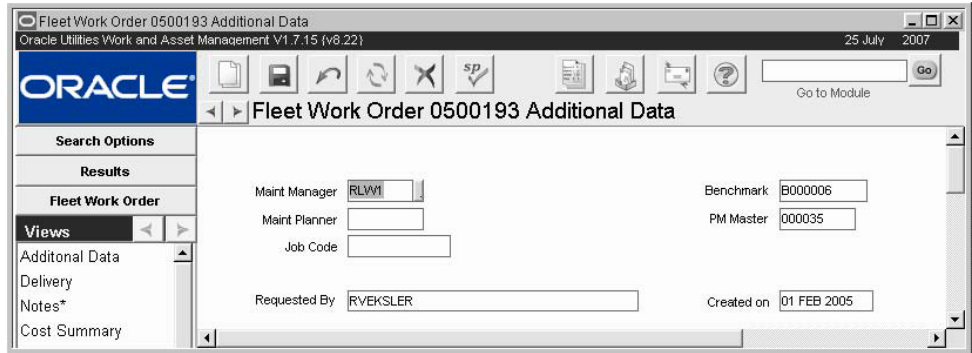 Fleet Work Order 0500193 Additional Data
Oracle Utilities Work and Asset Management V1.7.15 {v8.22} 25 July 2007
ORACLE®
sp
?
Go
Go to Module
Fleet Work Order 0500193 Additional Data
Search Options
Results
Fleet Work Order
Views
Additonal Data
Delivery
Notes*
Cost Summary
Maint Manager RLW1 Benchmark B000006
Maint Planner PM Master 000035
Job Code
Requested By RVEKSLER Created on 01 FEB 2005